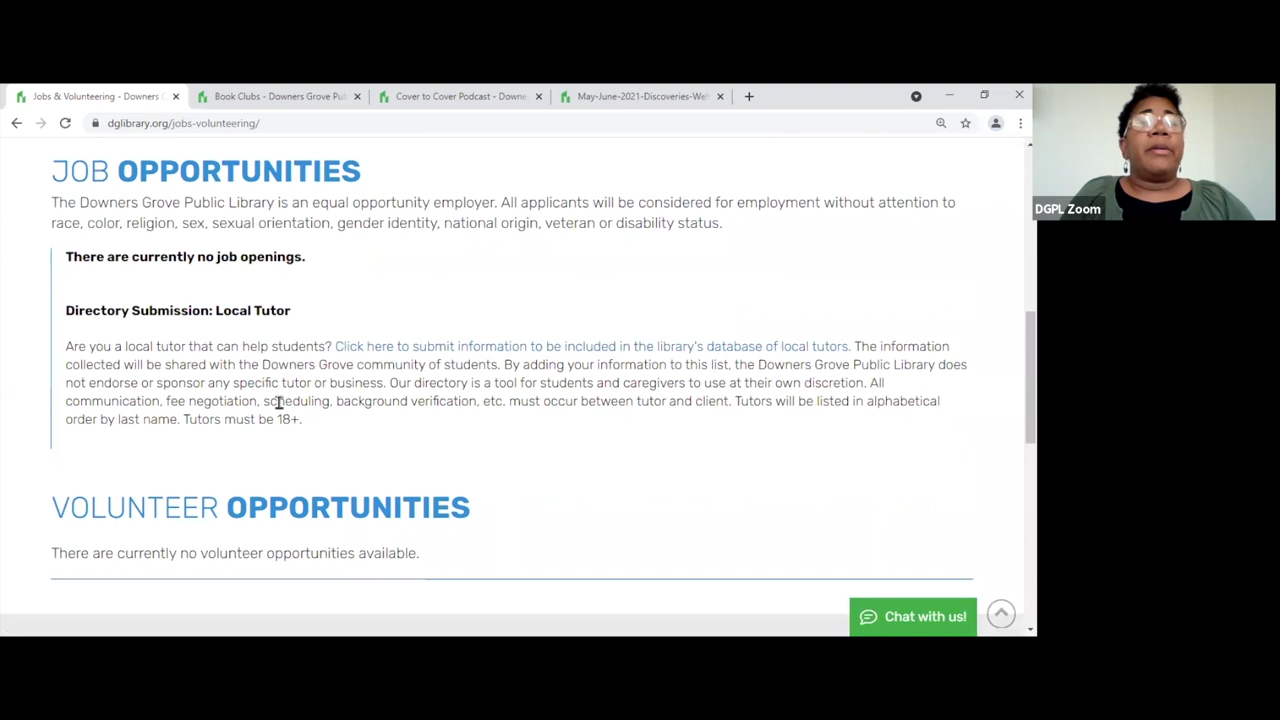 Jobs & Volunteering - Downers G
Book Clubs - Downers Grove Pub
Cover to Cover Podcast - Downe
May-June-2021-Discoveries-Web
dglibrary.org/jobs-volunteering/
JOB OPPORTUNITIES
The Downers Grove Public Library is an equal opportunity employer. All applicants will be considered for employment without attention to
race, color, religion, sex, sexual orientation, gender identity, national origin, veteran or disability status.
There are currently no job openings.
Directory Submission: Local Tutor
Are you a local tutor that can help students? Click here to submit information to be included in the library's database of local tutors. The information
collected will be shared with the Downers Grove community of students. By adding your information to this list, the Downers Grove Public Library does
not endorse or sponsor any specific tutor or business. Our directory is a tool for students and caregivers to use at their own discretion. All
communication, fee negotiation, scheduling, background verification, etc. must occur between tutor and client. Tutors will be listed in alphabetical
order by last name. Tutors must be 18+.
VOLUNTEER OPPORTUNITIES
There are currently no volunteer opportunities available.
Chat with us!
DGPL Zoom